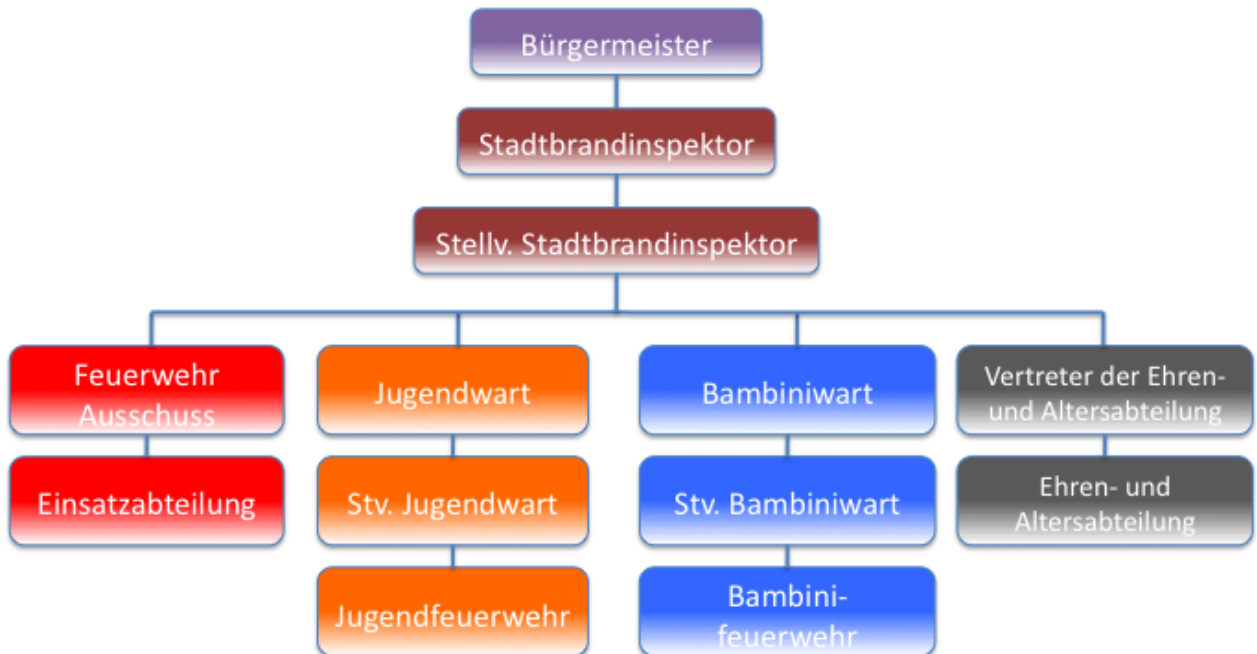 Bürgermeister
Stadtbrandinspektor
Stellv. Stadtbrandinspektor
Feuerwehr
Ausschuss
Jugendwart
Bambiniwart
Vertreter der Ehren-
und Altersabteilung
Einsatzabteilung
Stv. Jugendwart
Stv. Bambiniwart
Ehren- und
Altersabteilung
Jugendfeuerwehr
Bambini-
feuerwehr